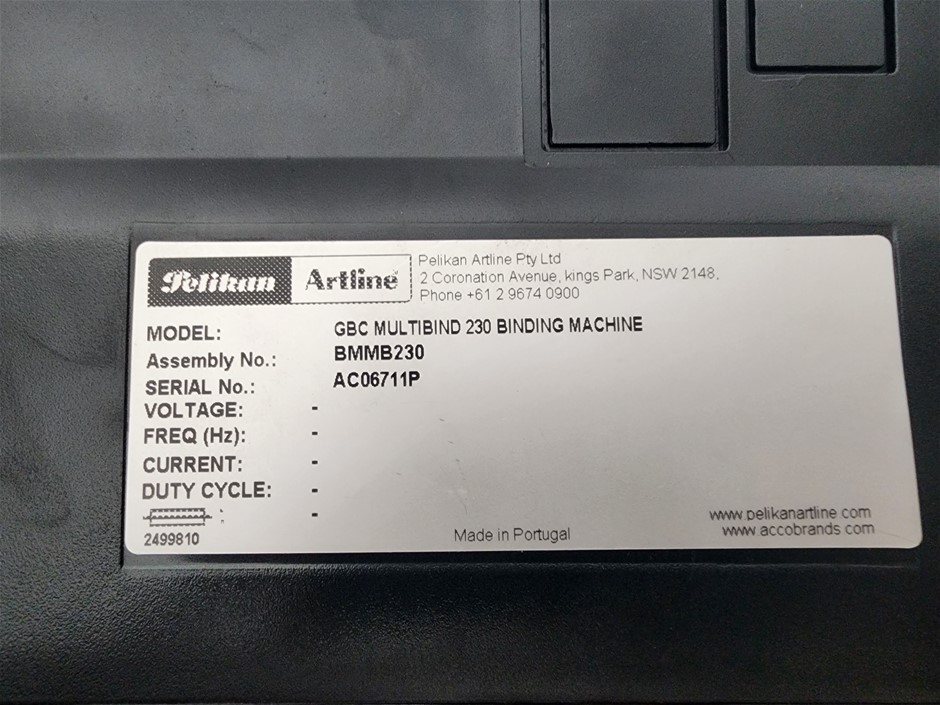 Pelikan Artline
Pelikan Artline Pty Ltd
2 Coronation Avenue, kings Park, NSW 2148,
Phone +61 2 9674 0900
MODEL: GBC MULTIBIND 230 BINDING MACHINE
Assembly No.: BMMB230
SERIAL No.: AC06711P
VOLTAGE: -
FREQ (Hz): -
CURRENT: -
DUTY CYCLE: -
: -
2499810
Made in Portugal
www.pelikanartline.com
www.accobrands.com